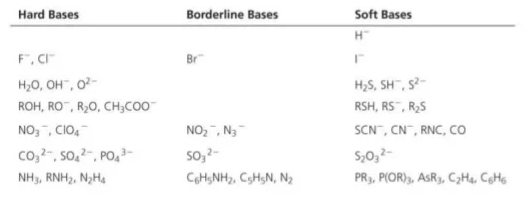 Hard Bases Borderline Bases Soft Bases
H⁻
F⁻, Cl⁻ Br⁻ I⁻
H₂O, OH⁻, O²⁻ H₂S, SH⁻, S²⁻
ROH, RO⁻, R₂O, CH₃COO⁻ RSH, RS⁻, R₂S
NO₃⁻, ClO₄⁻ NO₂⁻, N₃⁻ SCN⁻, CN⁻, RNC, CO
CO₃²⁻, SO₄²⁻, PO₄³⁻ SO₃²⁻ S₂O₃²⁻
NH₃, RNH₂, N₂H₄ C₆H₅NH₂, C₅H₅N, N₂ PR₃, P(OR)₃, AsR₃, C₂H₄, C₆H₆